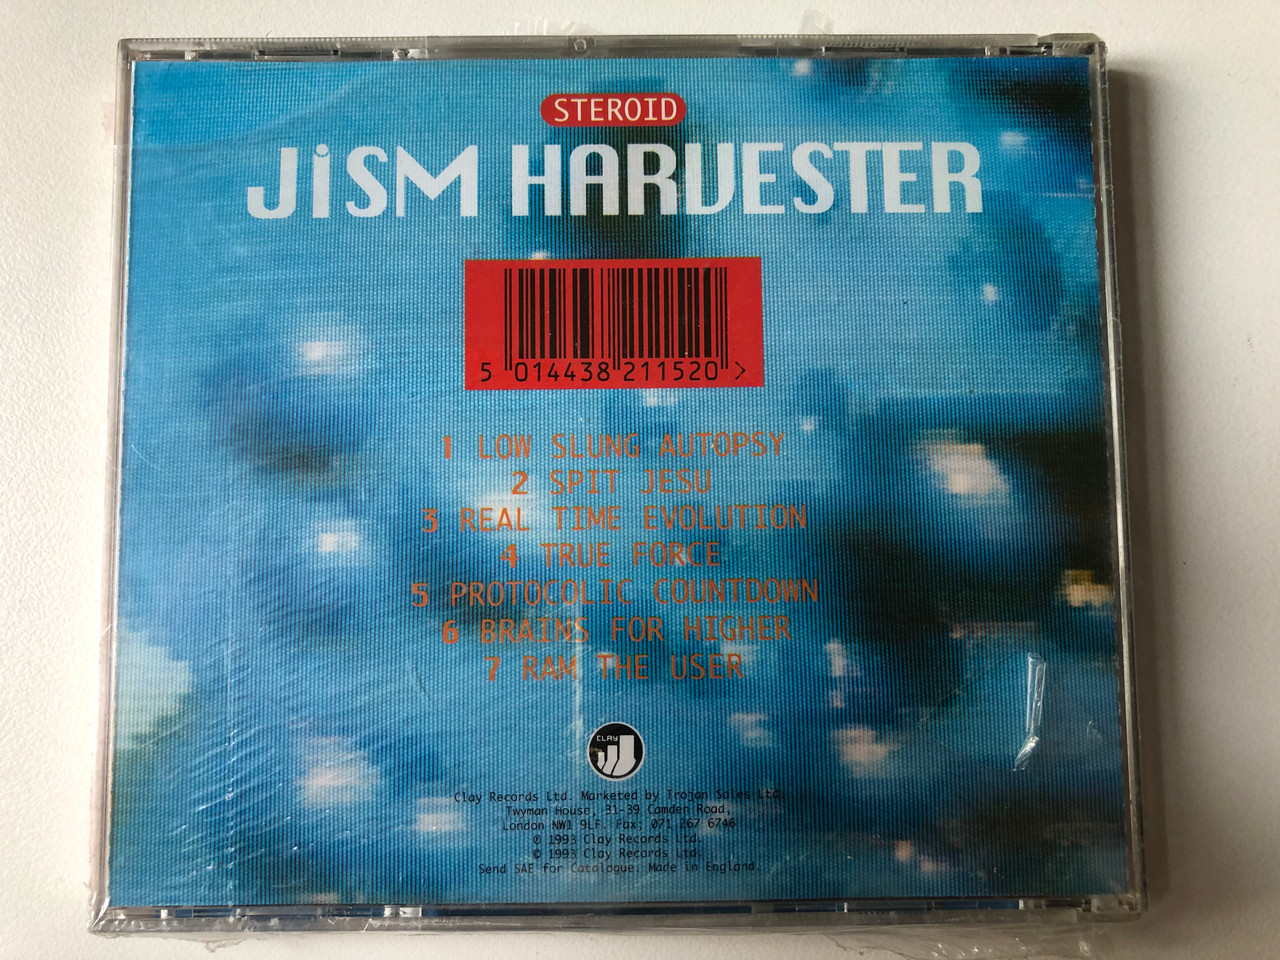 STEROID
JiSM HARVESTER
5 014438 211520 >
1 LOW SLUNG AUTOPSY
2 SPIT JESU
3 REAL TIME EVOLUTION
4 TRUE FORCE
5 PROTOCOLIC COUNTDOWN
6 BRAINS FOR HIGHER
7 RAM THE USER
CLAY
Clay Records Ltd. Marketed by Trojan Sales Ltd.
Twyman House, 31-39 Camden Road,
London NW1 9LF. Fax; 071 267 6746
© 1993 Clay Records Ltd.
© 1993 Clay Records Ltd.
Send SAE for Catalogue. Made in England.